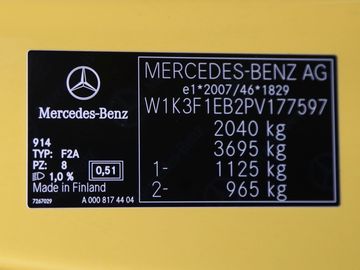 MERCEDES-BENZ AG
e1*2007/46*1829
W1K3F1EB2PV177597
2040 kg
3695 kg
1- 1125 kg
2- 965 kg
Mercedes-Benz
914
TYP: F2A
PZ: 8
1,0 % 0,51
Made in Finland
7267029 A 000 817 44 04